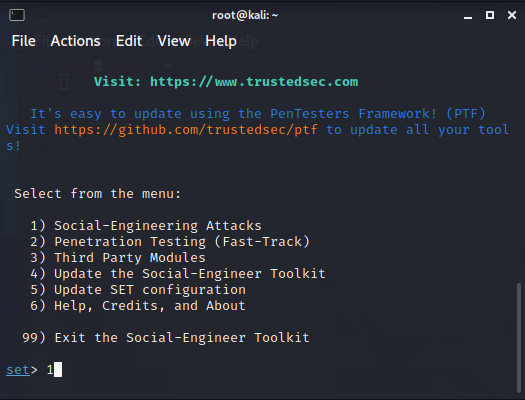 root@kali: ~
File Actions Edit View Help
Visit: https://www.trustedsec.com
It's easy to update using the PenTesters Framework! (PTF)
Visit https://github.com/trustedsec/ptf to update all your tool
s!
Select from the menu:
1) Social-Engineering Attacks
2) Penetration Testing (Fast-Track)
3) Third Party Modules
4) Update the Social-Engineer Toolkit
5) Update SET configuration
6) Help, Credits, and About
99) Exit the Social-Engineer Toolkit
set> 1